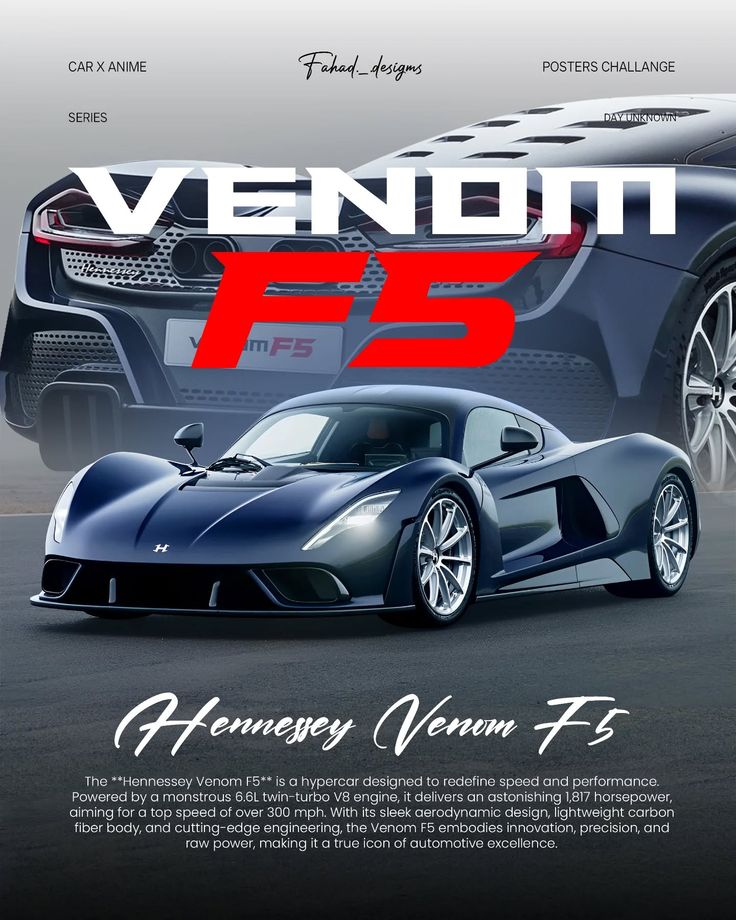 CAR X ANIME
Fahad._designs
POSTERS CHALLANGE
SERIES
DAY UNKNOWN
VENOM
F5
Hennessey
VenomF5
H
Hennessey Venom F5
The **Hennessey Venom F5** is a hypercar designed to redefine speed and performance.
Powered by a monstrous 6.6L twin-turbo V8 engine, it delivers an astonishing 1,817 horsepower,
aiming for a top speed of over 300 mph. With its sleek aerodynamic design, lightweight carbon
fiber body, and cutting-edge engineering, the Venom F5 embodies innovation, precision, and
raw power, making it a true icon of automotive excellence.